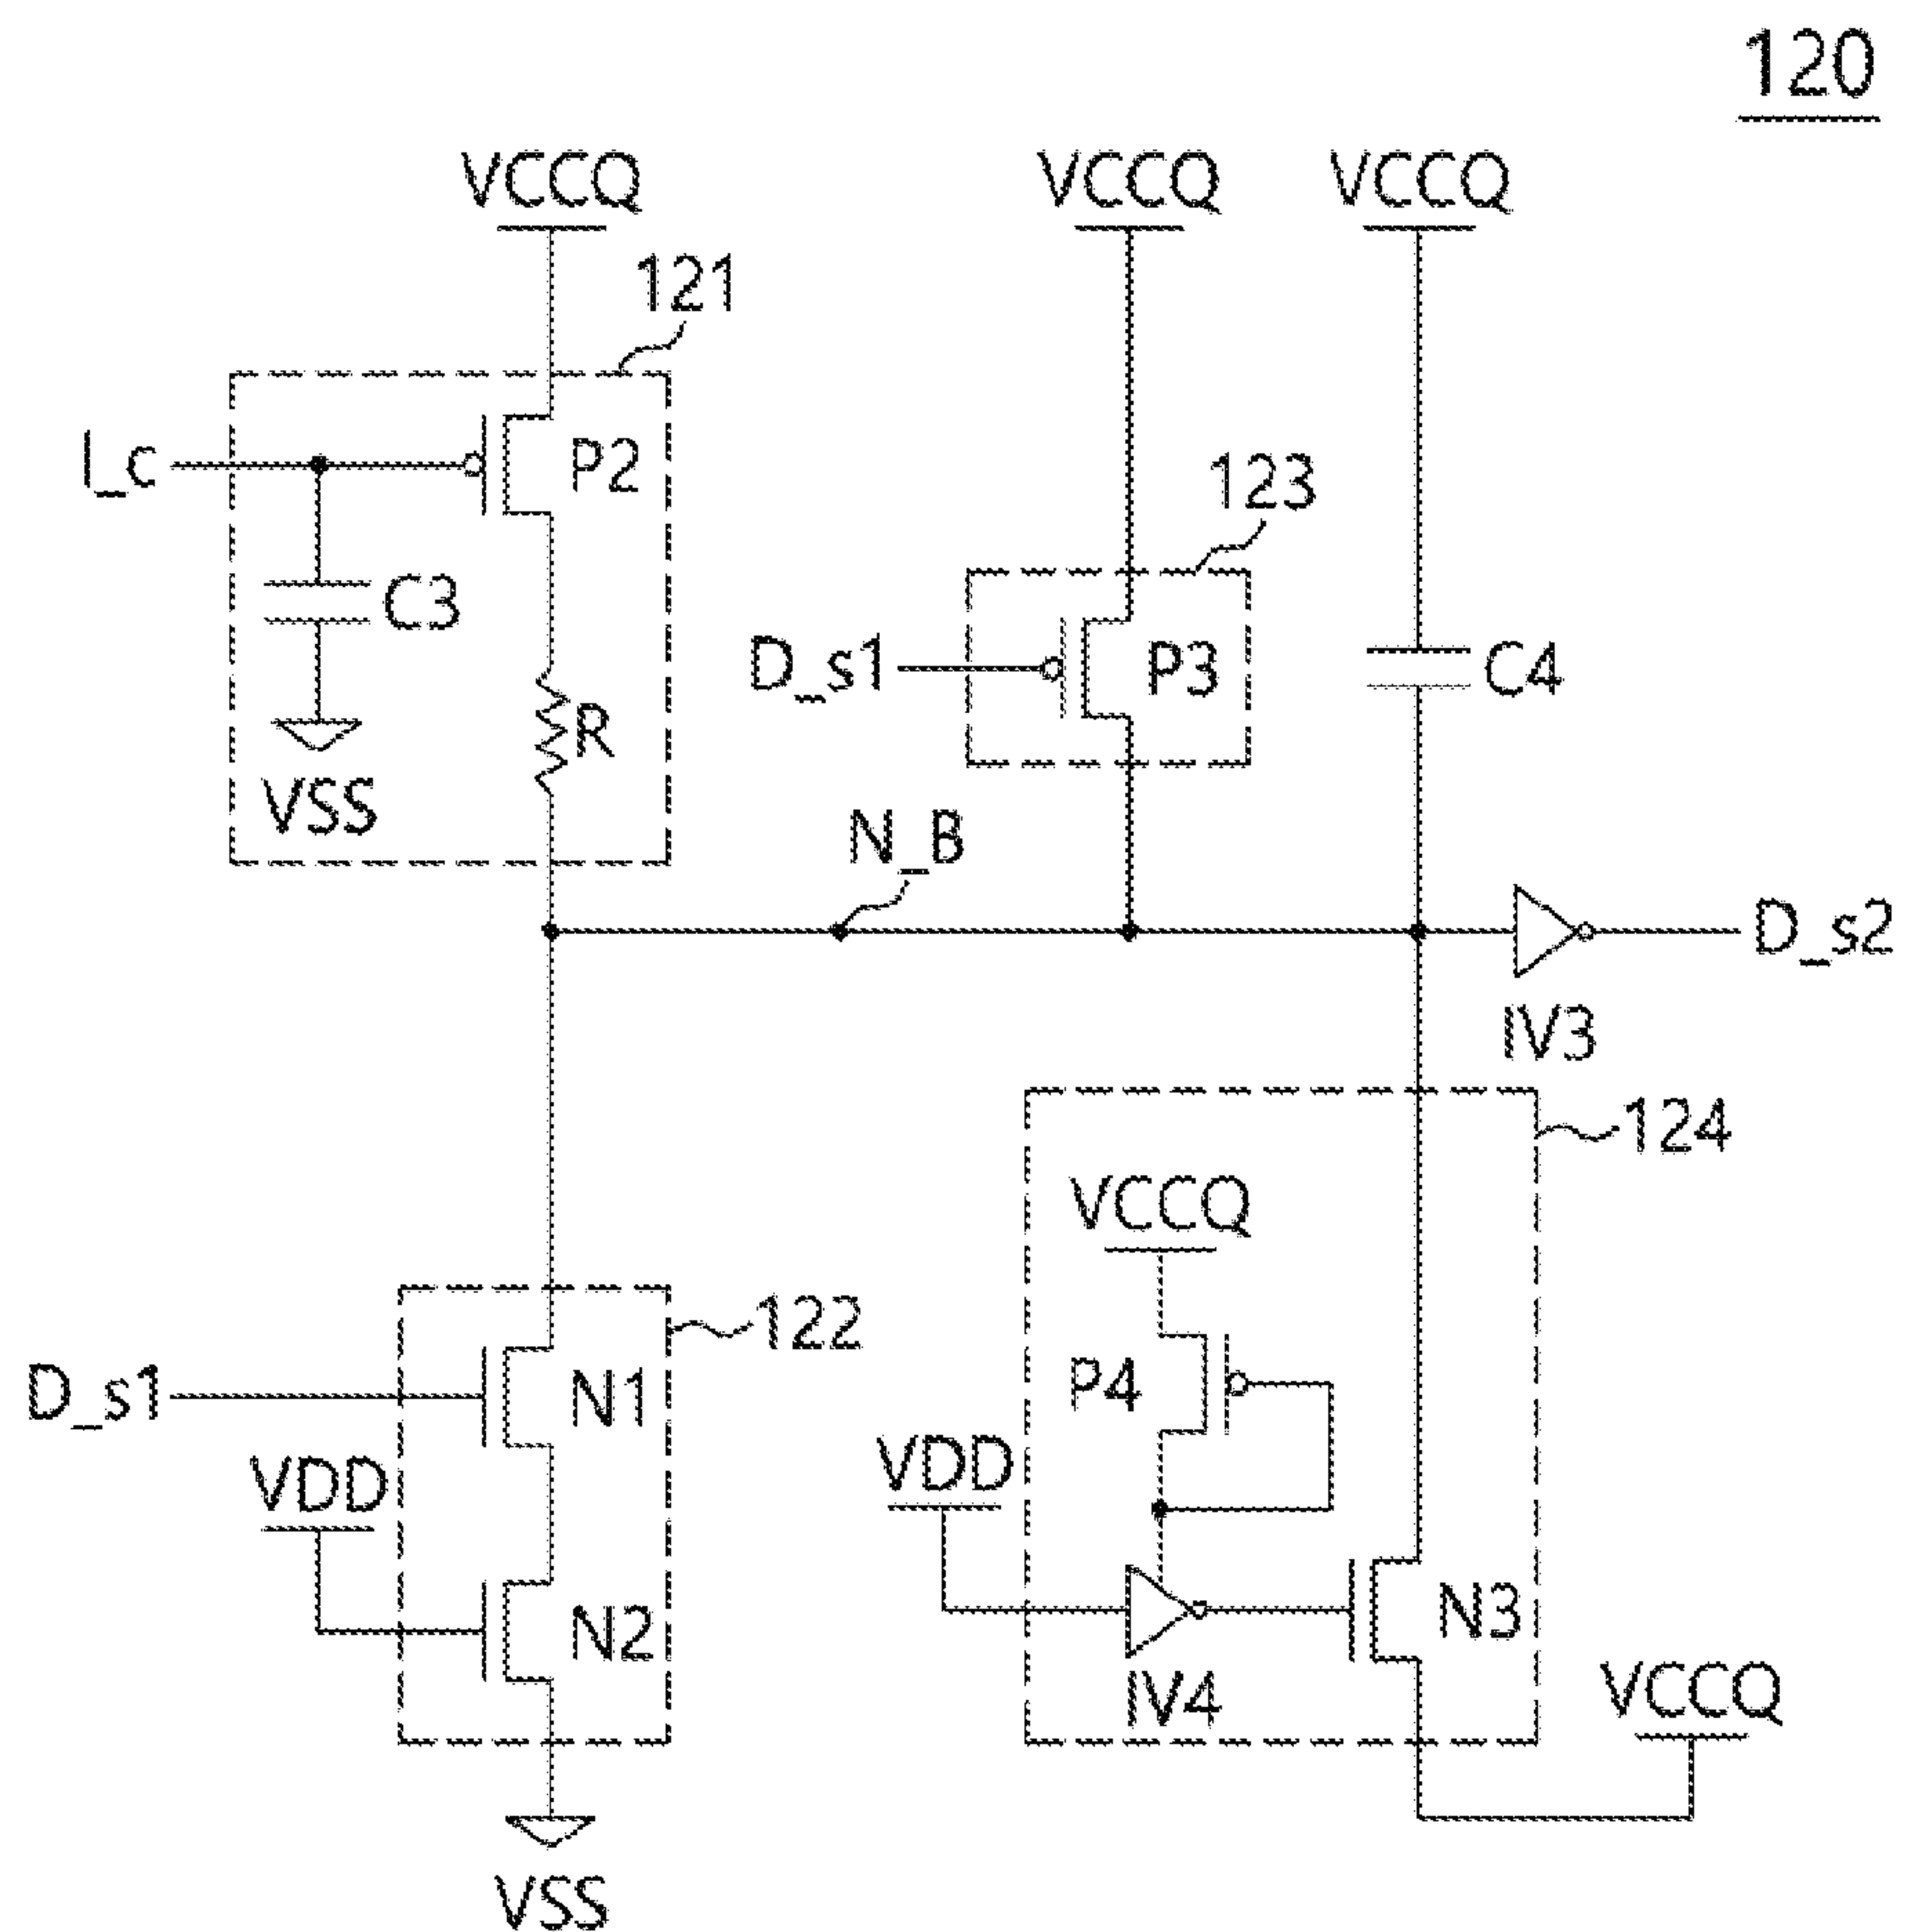 120
VCCQ VCCQ VCCQ
121
I_c
P2
123
C3
D_s1
P3
C4
R
VSS
N_B
D_s2
IV3
124
VCCQ
122
D_s1
N1
P4
VDD
VDD
N2
N3
IV4
VCCQ
VSS